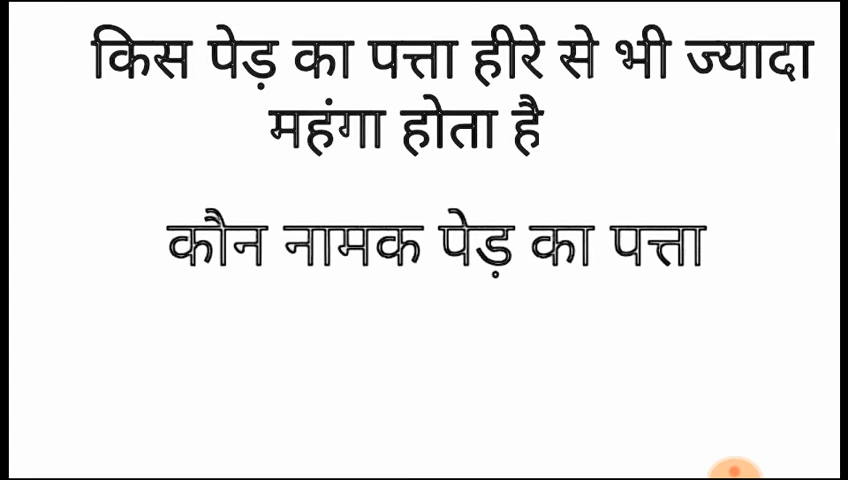 किस पेड़ का पत्ता हीरे से भी ज्यादा
महंगा होता है
कौन नामक पेड़ का पत्ता